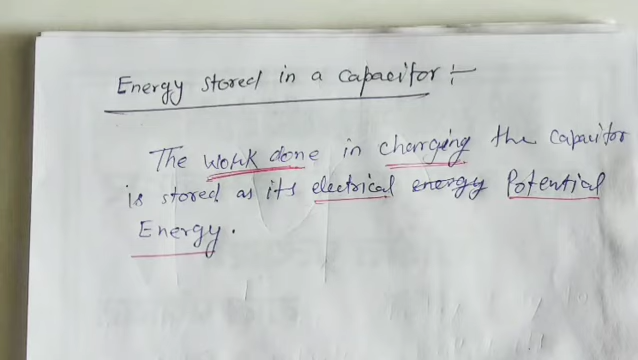 Energy stored in a capacitor :-
The work done in charging the capacitor
is stored as its electrical energy Potential
Energy.